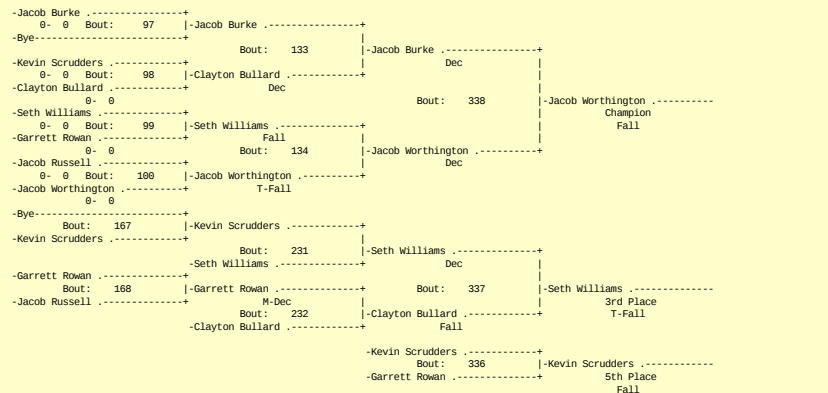 -Jacob Burke .---------------+
0-  0   Bout:     97      |-Jacob Burke .---------------+
-Bye-------------------------+                            |
Bout:    133         |-Jacob Burke .---------------+
-Kevin Scrudders .-----------+                            |             Dec            |
0-  0   Bout:     98      |-Clayton Bullard .-----------+                            |
-Clayton Bullard .-----------+             Dec                                         |
0-  0                                                   Bout:    338         |-Jacob Worthington .---------
-Seth Williams .-------------+                                                         |          Champion
0-  0   Bout:     99      |-Seth Williams .-------------+                            |            Fall
-Garrett Rowan .-------------+            Fall            |                            |
0-  0                         Bout:    134         |-Jacob Worthington .---------+
-Jacob Russell .-------------+                            |             Dec
0-  0   Bout:    100      |-Jacob Worthington .---------+
-Jacob Worthington .---------+           T-Fall
0-  0
-Bye-------------------------+
Bout:    167         |-Kevin Scrudders .-----------+
-Kevin Scrudders .-----------+                            |
Bout:    231         |-Seth Williams .-------------+
-Seth Williams .-------------+             Dec            |
-Garrett Rowan .-------------+                                                         |
Bout:    168         |-Garrett Rowan .-------------+        Bout:    337         |-Seth Williams .-------------
-Jacob Russell .-------------+            M-Dec           |                            |          3rd Place
Bout:    232         |-Clayton Bullard .-----------+           T-Fall
-Clayton Bullard .-----------+            Fall
-Kevin Scrudders .-----------+
Bout:    336         |-Kevin Scrudders .-----------
-Garrett Rowan .-------------+          5th Place
Fall